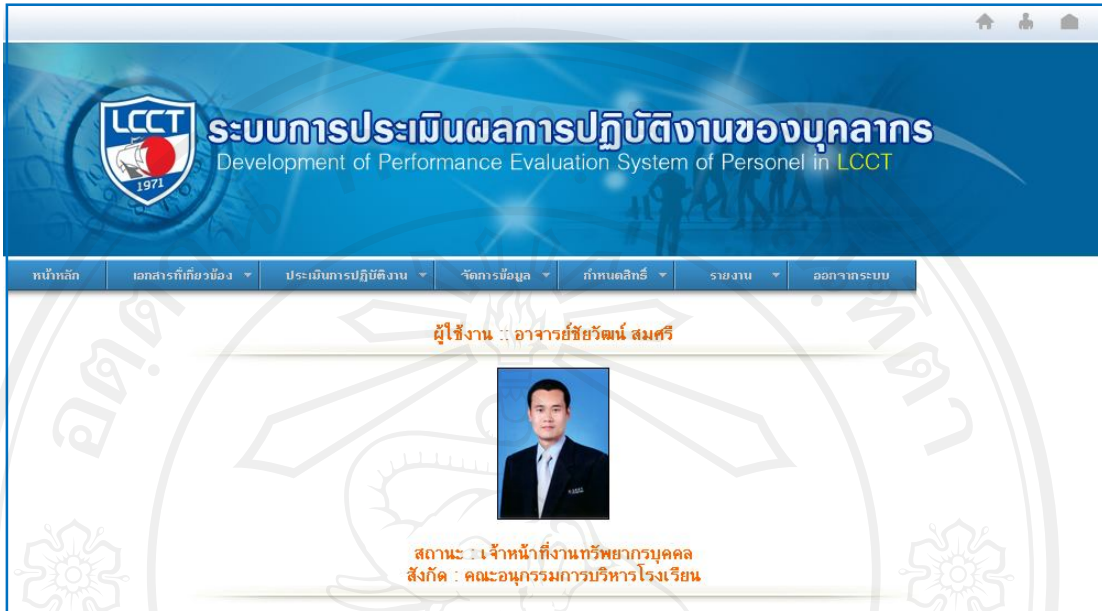 LCCT
1971
ระบบการประเมินผลการปฏิบัติงานของบุคลากร
Development of Performance Evaluation System of Personel in LCCT
หน้าหลัก เอกสารที่เกี่ยวข้อง ประเมินการปฏิบัติงาน จัดการข้อมูล กำหนดสิทธิ์ รายงาน ออกจากระบบ
ผู้ใช้งาน :: อาจารย์ชัยวัฒน์ สมศรี
สถานะ : เจ้าหน้าที่งานทรัพยากรบุคคล
สังกัด : คณะอนุกรรมการบริหารโรงเรียน